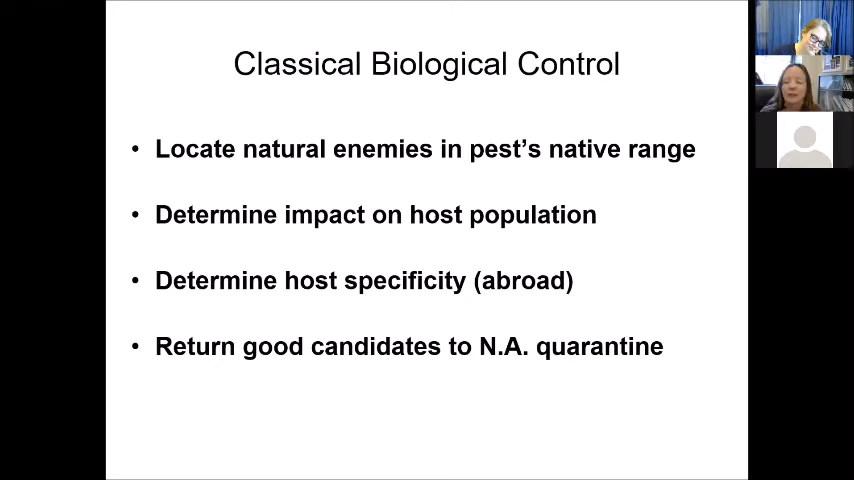 Classical Biological Control
• Locate natural enemies in pest's native range
• Determine impact on host population
• Determine host specificity (abroad)
• Return good candidates to N.A. quarantine